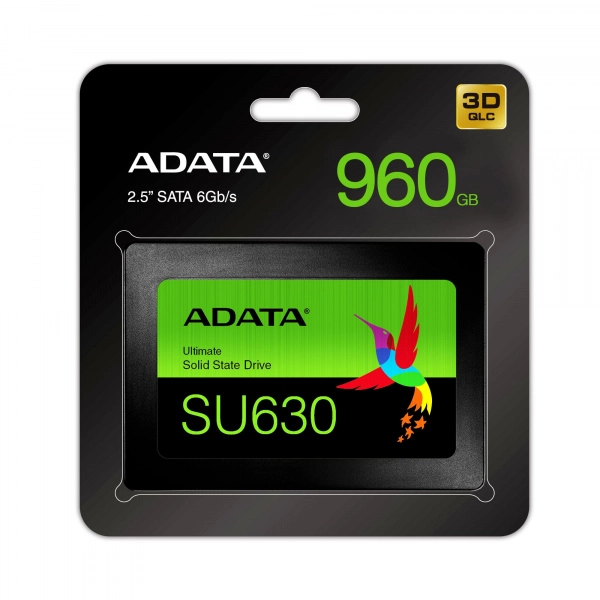 3D
QLC
ADATA®
960GB
2.5” SATA 6Gb/s
ADATA®
Ultimate
Solid State Drive
SU630